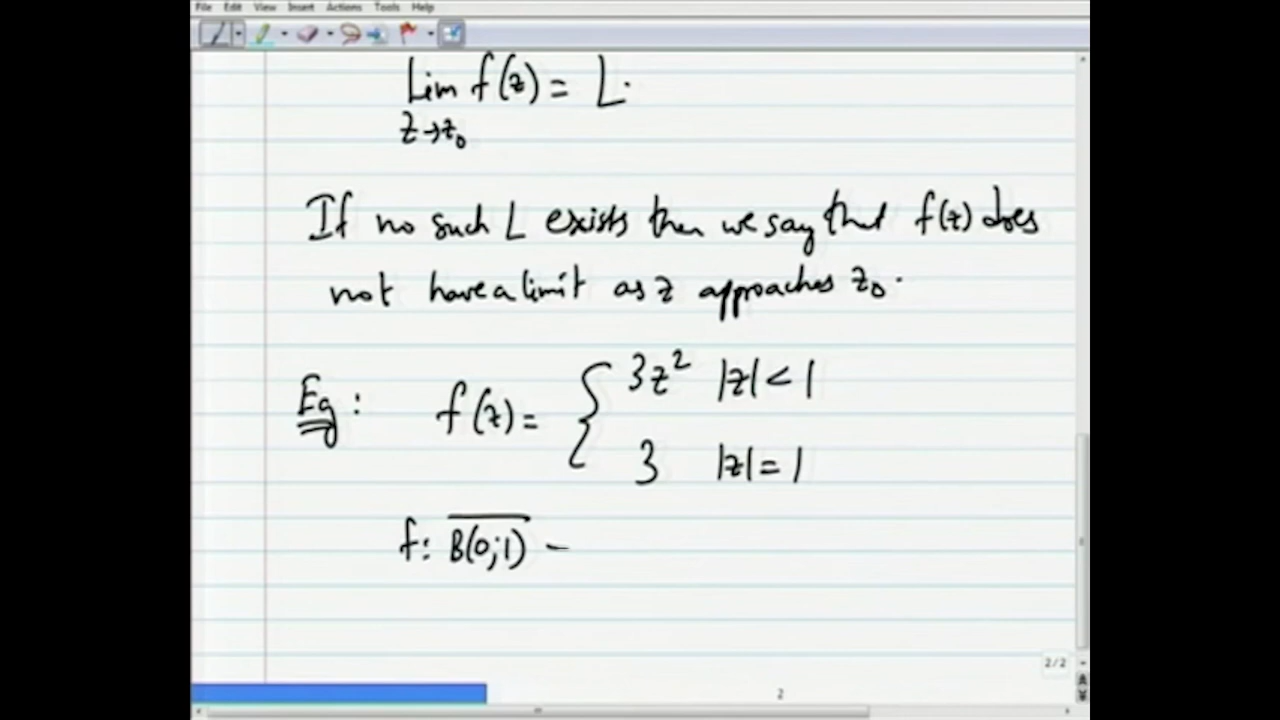 File Edit View Insert Actions Tools Help
Lim f(z) = L.
z→z₀
If no such L exists then we say that f(z) does
not have a limit as z approaches z₀.
Eg: f(z) = { 3z² |z| < 1
3 |z| = 1
f: \overline{B(0;1)} –
2/2
2